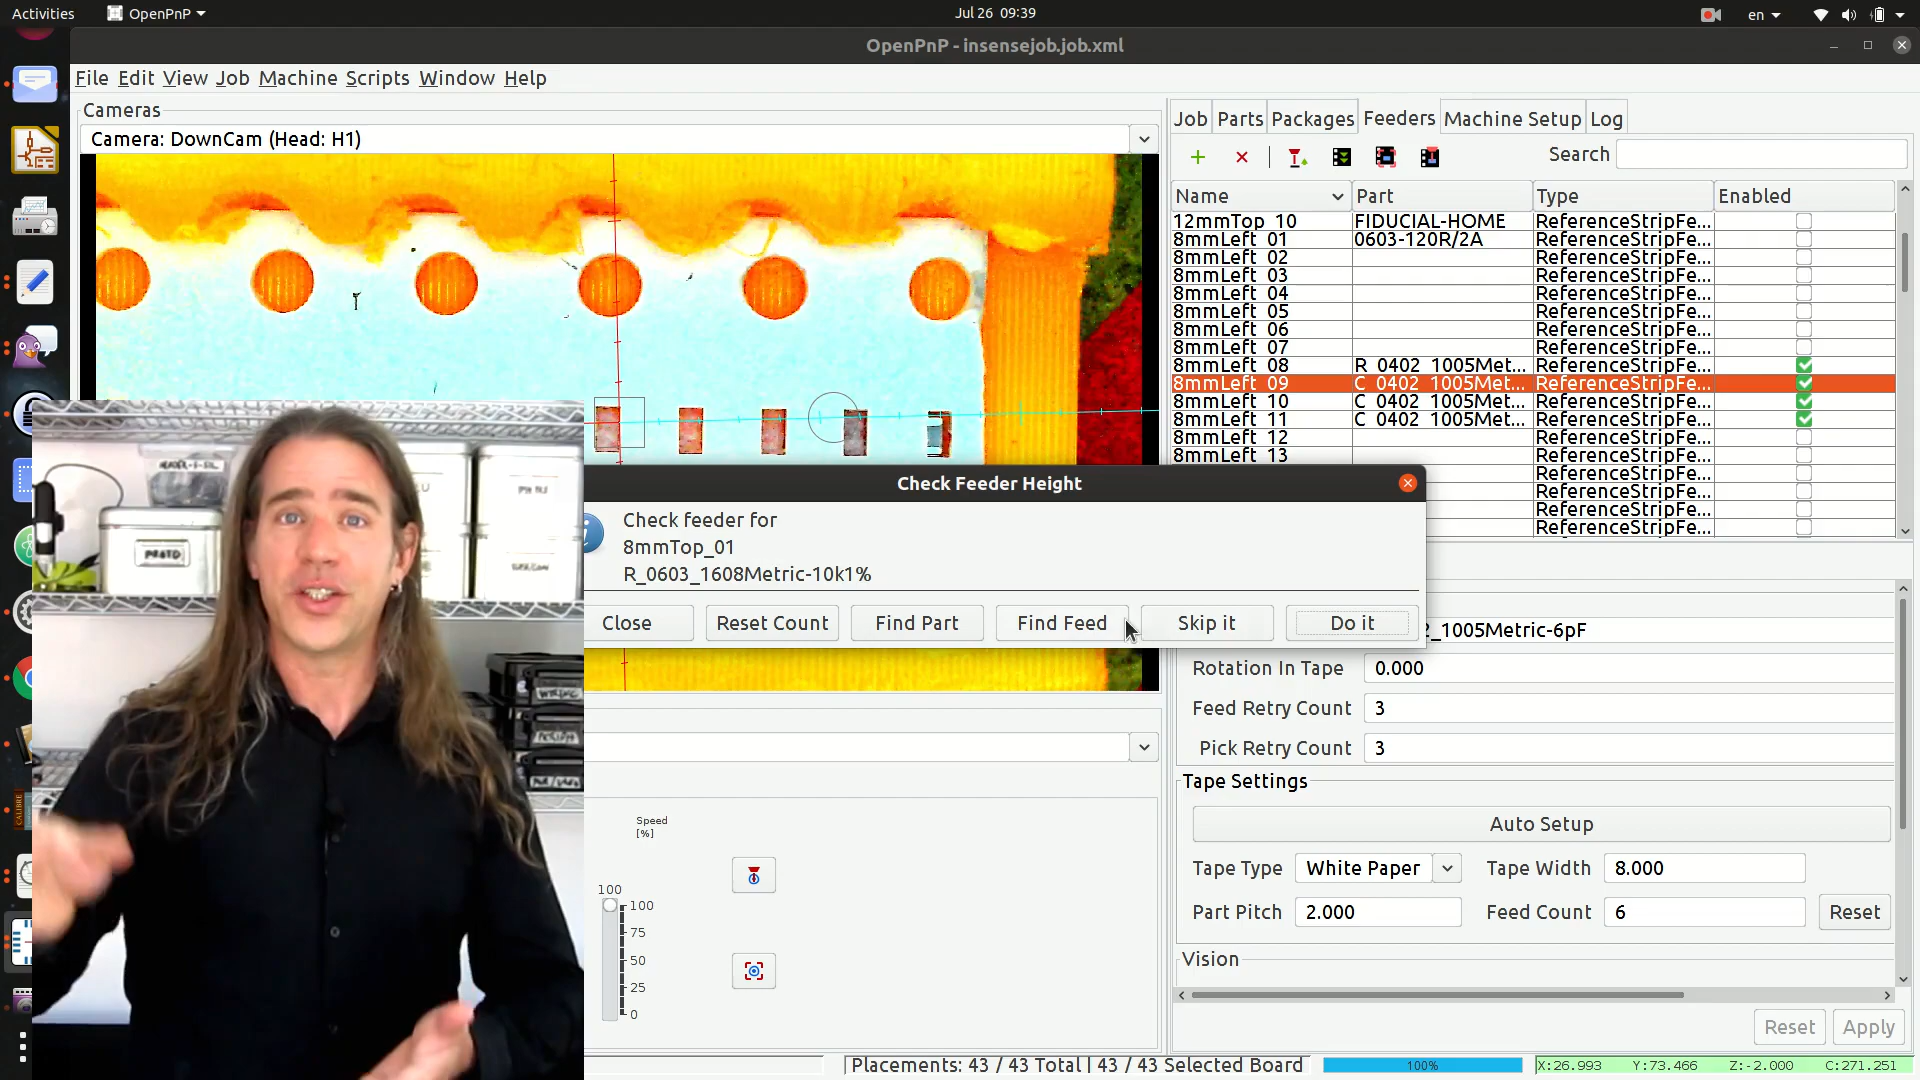 Activities
OpenPnP
Jul 26 09:39
en
OpenPnP - insensejob.job.xml
File Edit View Job Machine Scripts Window Help
Cameras
Camera: DownCam (Head: H1)
Job Parts Packages Feeders Machine Setup Log
Search
Name Part Type Enabled
12mmTop_10 FIDUCIAL-HOME ReferenceStripFe...
8mmLeft_01 0603-120R/2A ReferenceStripFe...
8mmLeft_02 ReferenceStripFe...
8mmLeft_03 ReferenceStripFe...
8mmLeft_04 ReferenceStripFe...
8mmLeft_05 ReferenceStripFe...
8mmLeft_06 ReferenceStripFe...
8mmLeft_07 ReferenceStripFe...
8mmLeft_08 R_0402_1005Metr... ReferenceStripFe...
8mmLeft_09 C_0402_1005Met... ReferenceStripFe...
8mmLeft_10 C_0402_1005Met... ReferenceStripFe...
8mmLeft_11 C_0402_1005Met... ReferenceStripFe...
8mmLeft_12 ReferenceStripFe...
8mmLeft_13 ReferenceStripFe...
ReferenceStripFe...
ReferenceStripFe...
ReferenceStripFe...
ReferenceStripFe...
Check Feeder Height
Check feeder for
8mmTop_01
R_0603_1608Metric-10k1%
Close
Reset Count
Find Part
Find Feed
Skip it
Do it
_1005Metric-6pF
Rotation In Tape 0.000
Feed Retry Count 3
Pick Retry Count 3
Tape Settings
Auto Setup
Tape Type White Paper Tape Width 8.000
Part Pitch 2.000 Feed Count 6 Reset
Vision
Reset Apply
Speed
[%]
100
100
75
50
25
0
PROTO
CALIBRE
Placements: 43 / 43 Total | 43 / 43 Selected Board
100%
X:26.993 Y:73.466 Z:-2.000 C:271.251